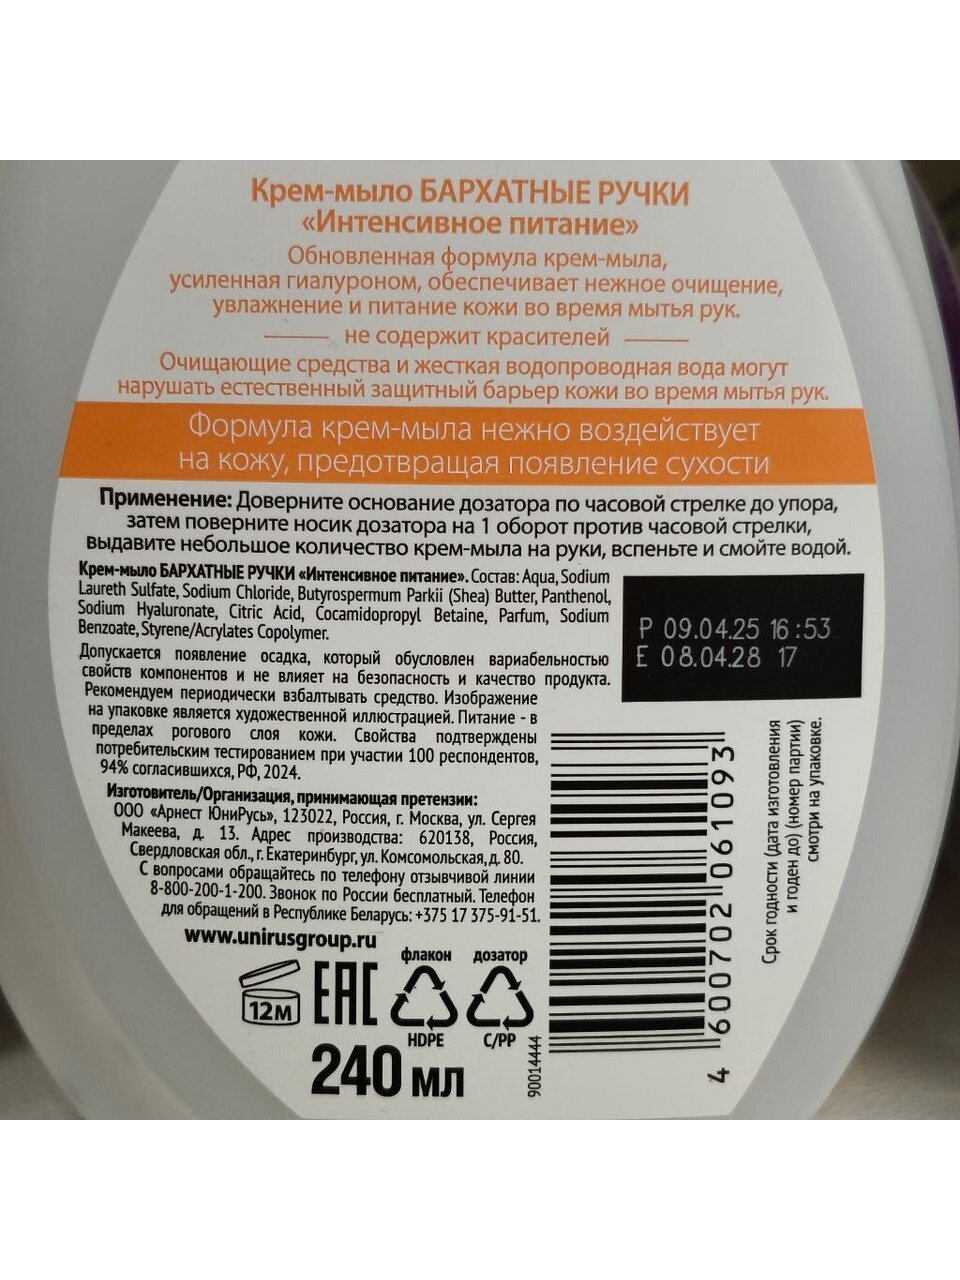 Крем-мыло БАРХАТНЫЕ РУЧКИ
«Интенсивное питание»
Обновленная формула крем-мыла,
усиленная гиалуроном, обеспечивает нежное очищение,
увлажнение и питание кожи во время мытья рук.
не содержит красителей
Очищающие средства и жесткая водопроводная вода могут
нарушать естественный защитный барьер кожи во время мытья рук.
Формула крем-мыла нежно воздействует
на кожу, предотвращая появление сухости
Применение: Доверните основание дозатора по часовой стрелке до упора,
затем поверните носик дозатора на 1 оборот против часовой стрелки,
выдавите небольшое количество крем-мыла на руки, вспеньте и смойте водой.
Крем-мыло БАРХАТНЫЕ РУЧКИ «Интенсивное питание». Состав: Aqua, Sodium
Laureth Sulfate, Sodium Chloride, Butyrospermum Parkii (Shea) Butter, Panthenol,
Sodium Hyaluronate, Citric Acid, Cocamidopropyl Betaine, Parfum, Sodium
Benzoate, Styrene/Acrylates Copolymer.
Допускается появление осадка, который обусловлен вариабельностью
свойств компонентов и не влияет на безопасность и качество продукта.
Рекомендуем периодически взбалтывать средство. Изображение
на упаковке является художественной иллюстрацией. Питание - в
пределах рогового слоя кожи. Свойства подтверждены
потребительским тестированием при участии 100 респондентов,
94% согласившихся, РФ, 2024.
Изготовитель/Организация, принимающая претензии:
ООО «Арнест ЮниРусь», 123022, Россия, г. Москва, ул. Сергея
Макеева, д. 13. Адрес производства: 620138, Россия,
Свердловская обл., г. Екатеринбург, ул. Комсомольская, д. 80.
С вопросами обращайтесь по телефону отзывчивой линии
8-800-200-1-200. Звонок по России бесплатный. Телефон
для обращений в Республике Беларусь: +375 17 375-91-51.
www.unirusgroup.ru
12м
EAC
флакон
HDPE
дозатор
C/PP
240 мл
90014444
P 09.04.25 16:53
E 08.04.28 17
4 600702 061093
Срок годности (дата изготовления
и годен до) (номер партии)
смотри на упаковке.